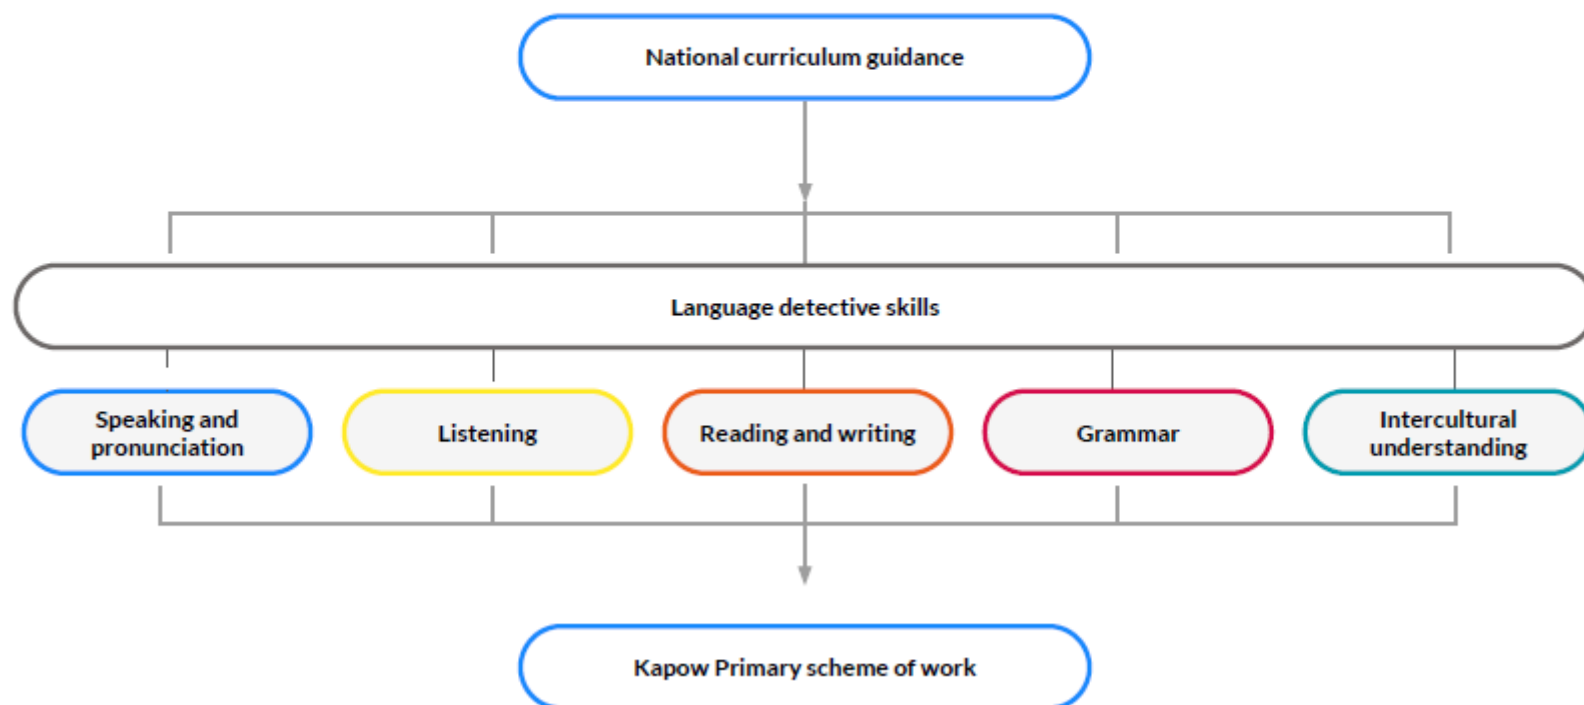 National curriculum guidance
Language detective skills
Speaking and
pronunciation
Listening
Reading and writing
Grammar
Intercultural
understanding
Kapow Primary scheme of work